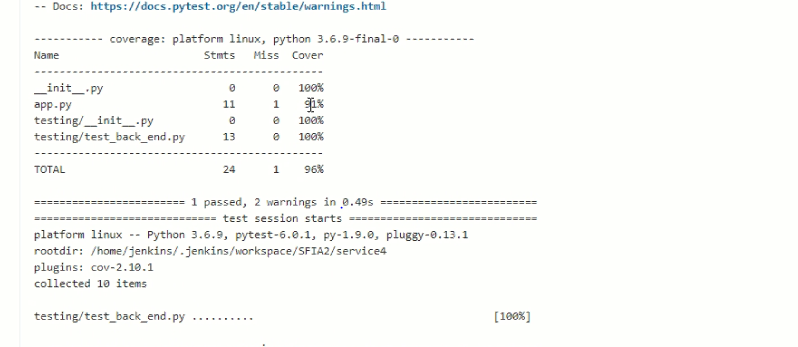 -- Docs: https://docs.pytest.org/en/stable/warnings.html
----------- coverage: platform linux, python 3.6.9-final-0 -----------
Name Stmts Miss Cover
---------------------------------------------
__init__.py 0 0 100%
app.py 11 1 91%
testing/__init__.py 0 0 100%
testing/test_back_end.py 13 0 100%
---------------------------------------------
TOTAL 24 1 96%
======================== 1 passed, 2 warnings in 0.49s =========================
============================= test session starts ==============================
platform linux -- Python 3.6.9, pytest-6.0.1, py-1.9.0, pluggy-0.13.1
rootdir: /home/jenkins/.jenkins/workspace/SFIA2/service4
plugins: cov-2.10.1
collected 10 items
testing/test_back_end.py .......... [100%]